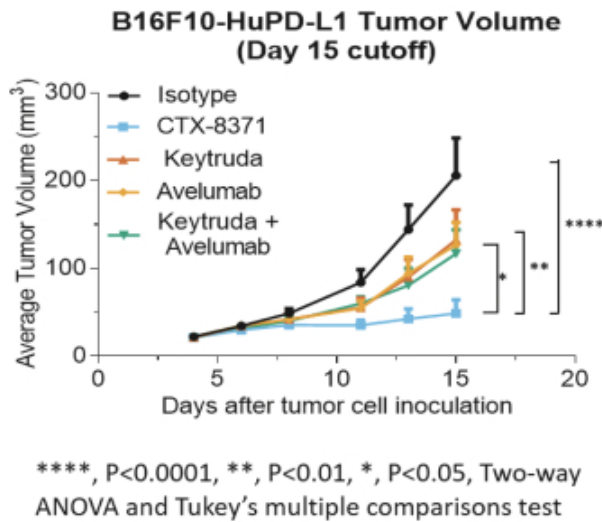 B16F10-HuPD-L1 Tumor Volume
(Day 15 cutoff)
Average Tumor Volume (mm³)
300
200
100
0
Isotype
CTX-8371
Keytruda
Avelumab
Keytruda +
Avelumab
*
**
****
0
5
10
15
20
Days after tumor cell inoculation
****, P<0.0001, **, P<0.01, *, P<0.05, Two-way
ANOVA and Tukey's multiple comparisons test